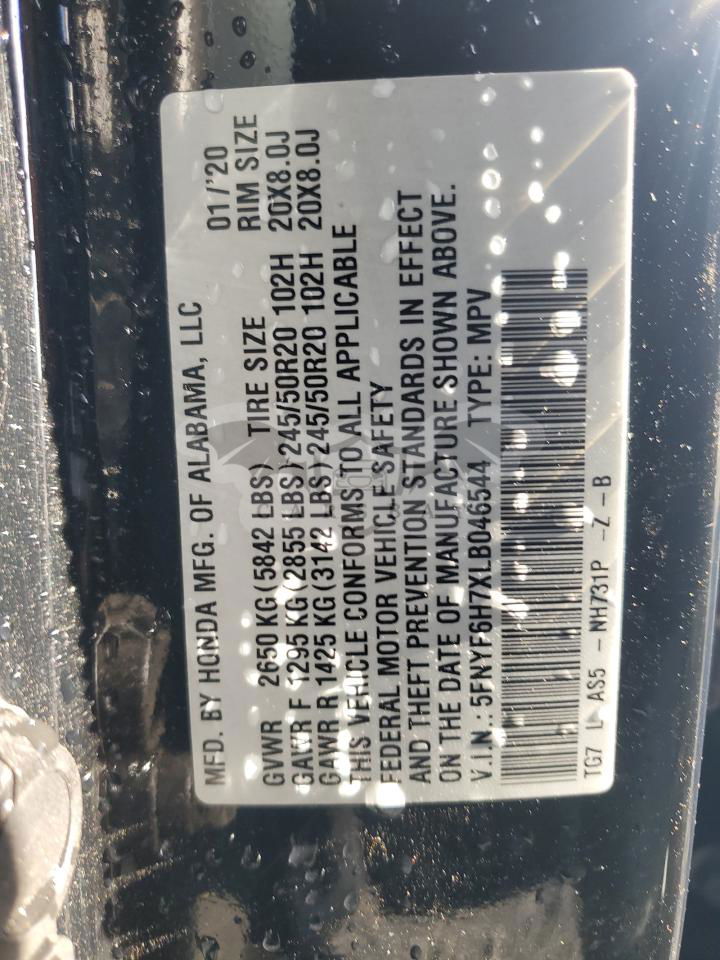 MFD. BY HONDA MFG. OF ALABAMA, LLC 01/'20
GVWR 2650 KG (5842 LBS) TIRE SIZE RIM SIZE
GAWR F 1295 KG (2855 LBS) 245/50R20 102H 20X8.0J
GAWR R 1425 KG (3142 LBS) 245/50R20 102H 20X8.0J
THIS VEHICLE CONFORMS TO ALL APPLICABLE
FEDERAL MOTOR VEHICLE SAFETY
AND THEFT PREVENTION STANDARDS IN EFFECT
ON THE DATE OF MANUFACTURE SHOWN ABOVE.
V.I.N.: 5FNYF6H7XLB046544 TYPE: MPV
TG7 L AS5 -NH731P -Z -B